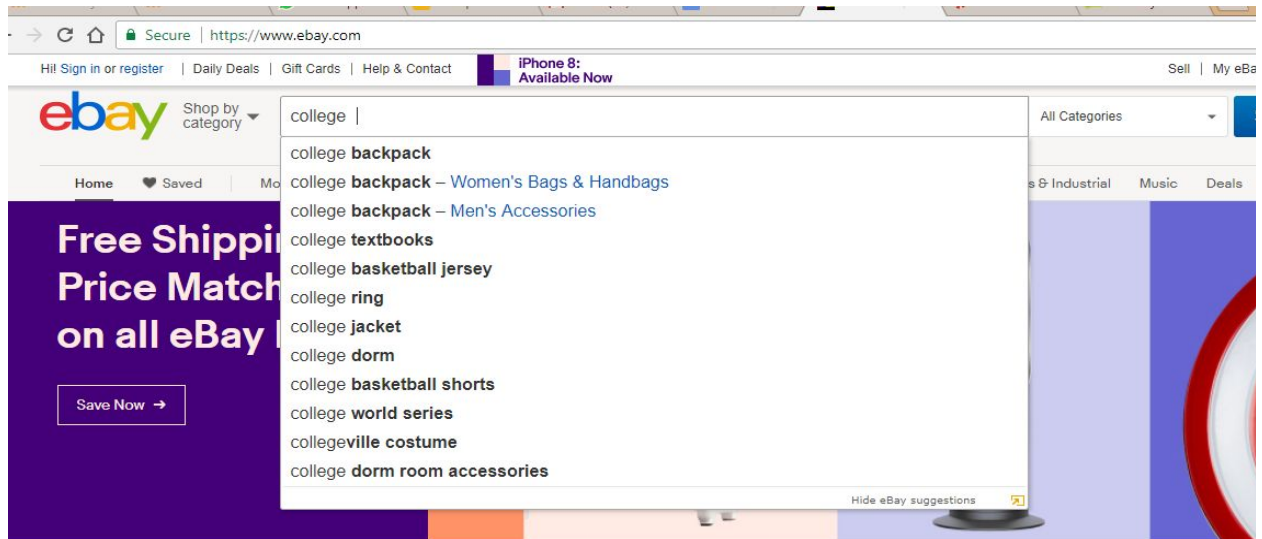 Secure | https://www.ebay.com
Hi! Sign in or register | Daily Deals | Gift Cards | Help & Contact
iPhone 8:
Available Now
Sell | My eBa
ebay
Shop by
category
college
All Categories
college backpack
college backpack – Women's Bags & Handbags
college backpack – Men's Accessories
college textbooks
college basketball jersey
college ring
college jacket
college dorm
college basketball shorts
college world series
collegeville costume
college dorm room accessories
Hide eBay suggestions
Home Saved Mo
s & Industrial Music Deals
Free Shippi
Price Match
on all eBay
Save Now →